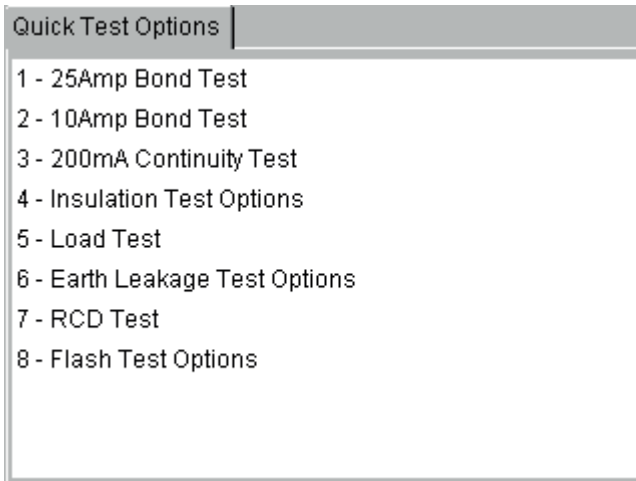 Quick Test Options
1 - 25Amp Bond Test
2 - 10Amp Bond Test
3 - 200mA Continuity Test
4 - Insulation Test Options
5 - Load Test
6 - Earth Leakage Test Options
7 - RCD Test
8 - Flash Test Options